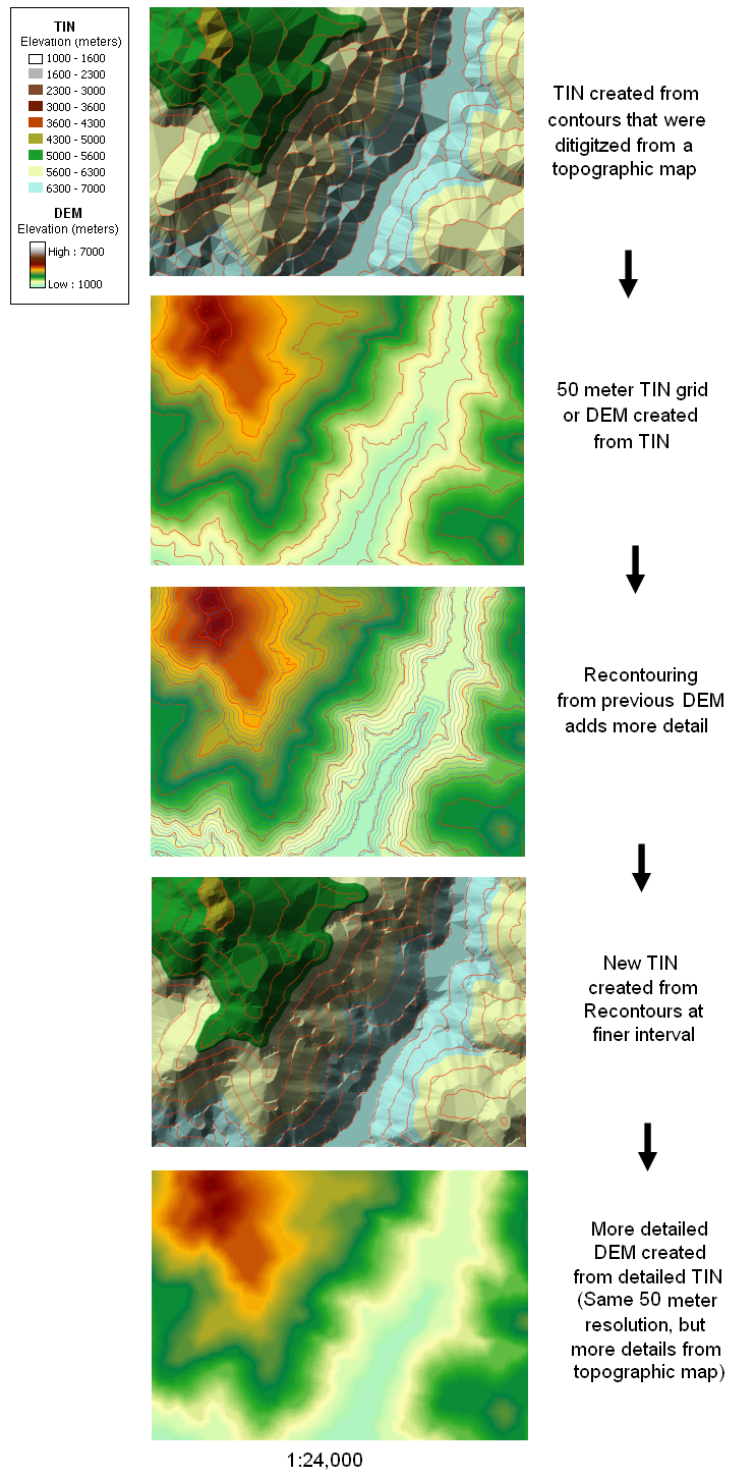 TIN
Elevation (meters)
1000 - 1600
1600 - 2300
2300 - 3000
3000 - 3600
3600 - 4300
4300 - 5000
5000 - 5600
5600 - 6300
6300 - 7000
DEM
Elevation (meters)
High : 7000
Low : 1000
TIN created from
contours that were
ditigitzed from a
topographic map
50 meter TIN grid
or DEM created
from TIN
Recontouring
from previous DEM
adds more detail
New TIN
created from
Recontours at
finer interval
More detailed
DEM created
from detailed TIN
(Same 50 meter
resolution, but
more details from
topographic map)
1:24,000